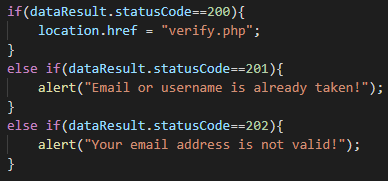 if(dataResult.statusCode==200){
    location.href = "verify.php";
}
else if(dataResult.statusCode==201){
    alert("Email or username is already taken!");
}
else if(dataResult.statusCode==202){
    alert("Your email address is not valid!");
}